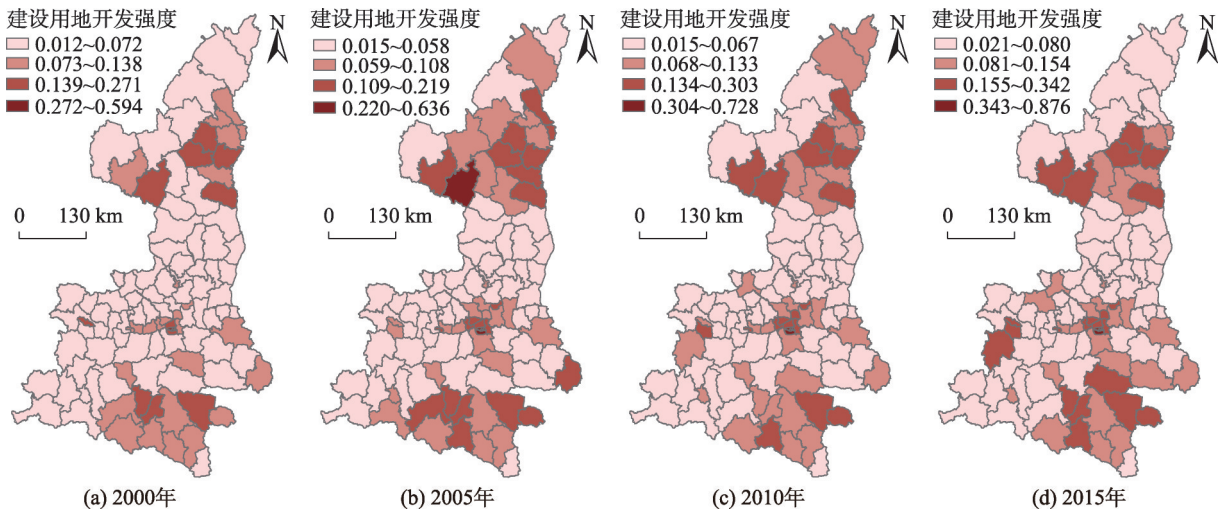 建设用地开发强度
0.012~0.072
0.073~0.138
0.139~0.271
0.272~0.594
N
0 130 km
(a) 2000年
建设用地开发强度
0.015~0.058
0.059~0.108
0.109~0.219
0.220~0.636
N
0 130 km
(b) 2005年
建设用地开发强度
0.015~0.067
0.068~0.133
0.134~0.303
0.304~0.728
N
0 130 km
(c) 2010年
建设用地开发强度
0.021~0.080
0.081~0.154
0.155~0.342
0.343~0.876
N
0 130 km
(d) 2015年